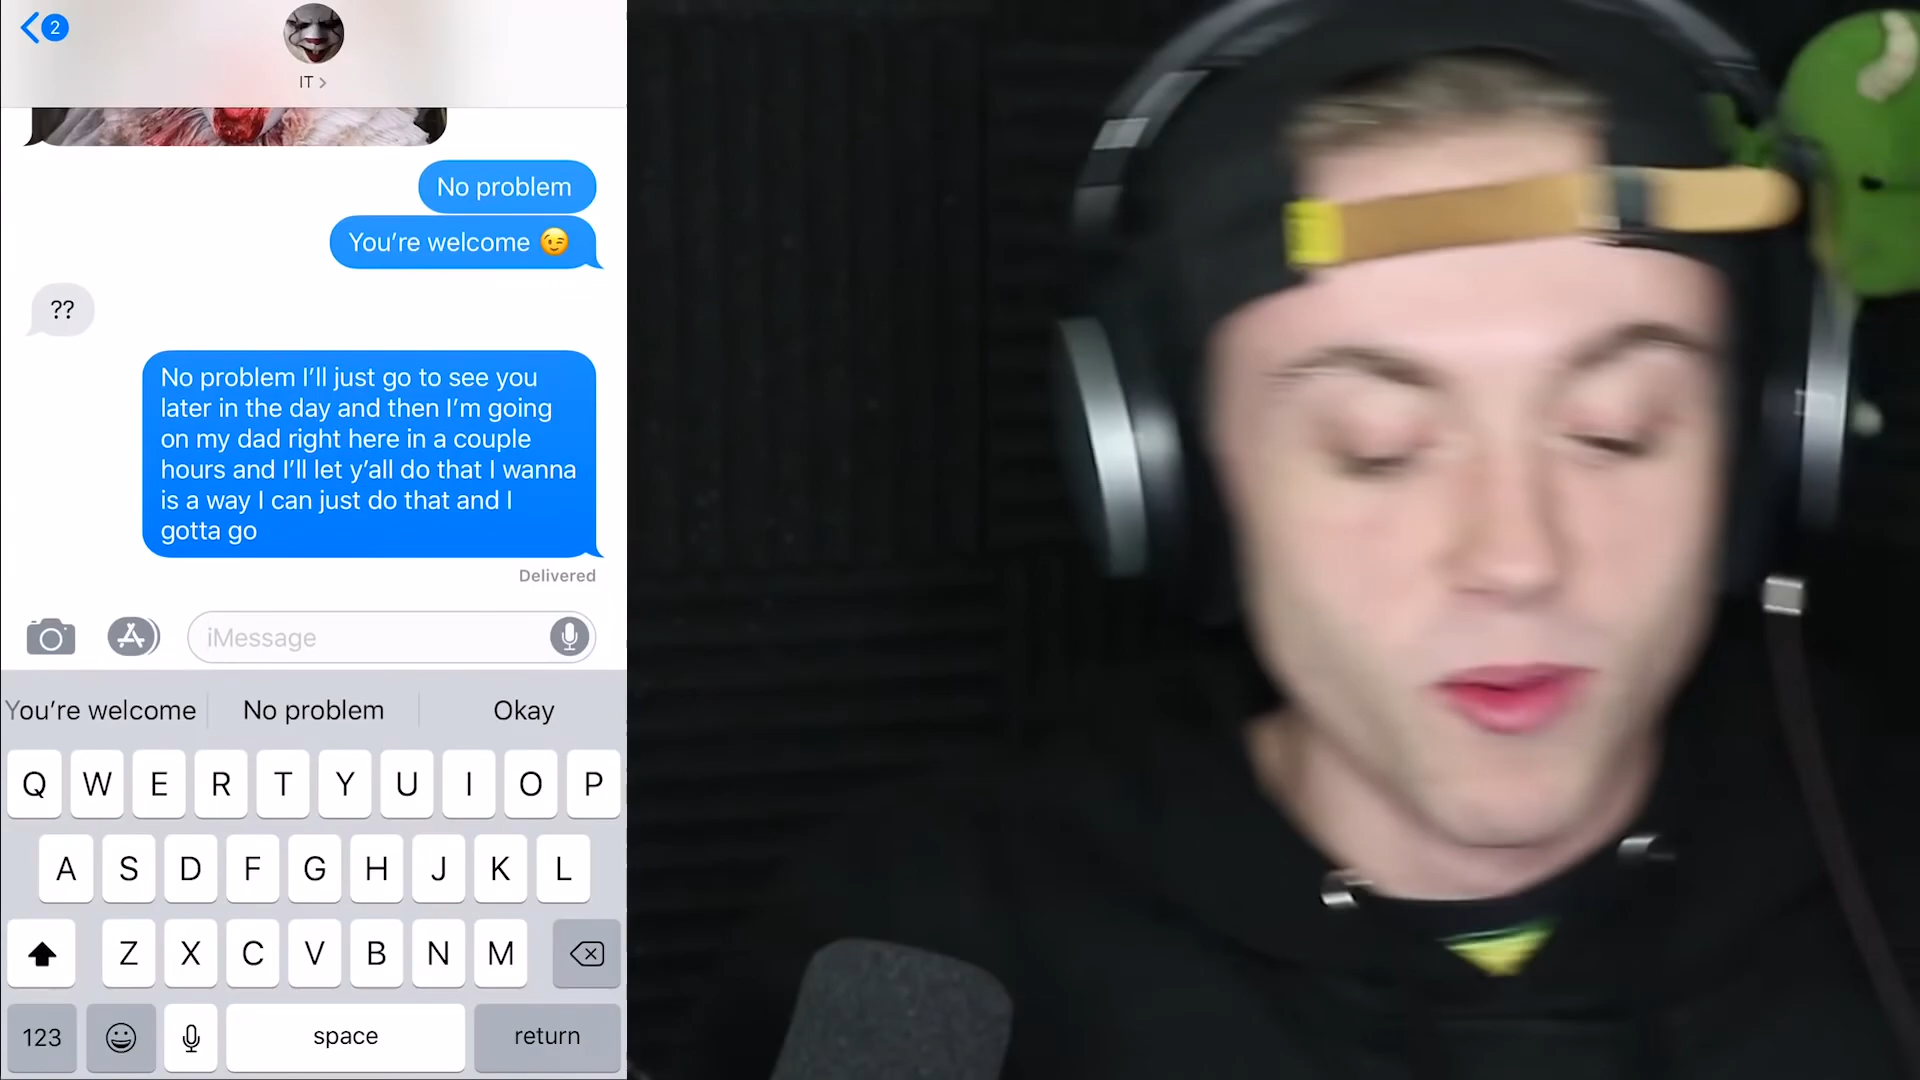 2
IT >
No problem
You're welcome 😉
??
No problem I'll just go to see you
later in the day and then I'm going
on my dad right here in a couple
hours and I'll let y'all do that I wanna
is a way I can just do that and I
gotta go
Delivered
iMessage
You're welcome No problem Okay
Q W E R T Y U I O P
A S D F G H J K L
Z X C V B N M
123 space return